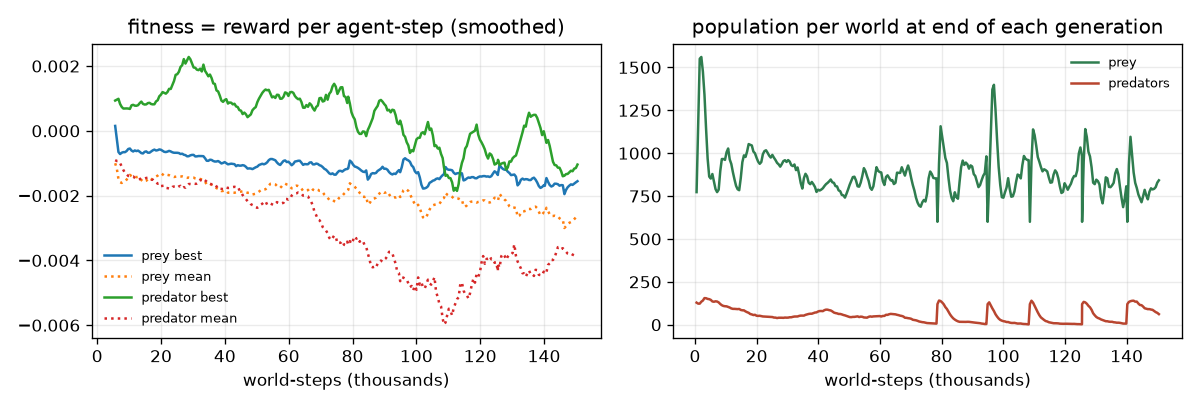 fitness = reward per agent-step (smoothed)
0.002
0.001
0.000
−0.002
−0.004
−0.006
0
20
40
60
80
100
120
140
world-steps (thousands)
prey best
prey mean
predator best
predator mean
population per world at end of each generation
1500
1250
1000
750
500
250
0
0
20
40
60
80
100
120
140
world-steps (thousands)
prey
predators